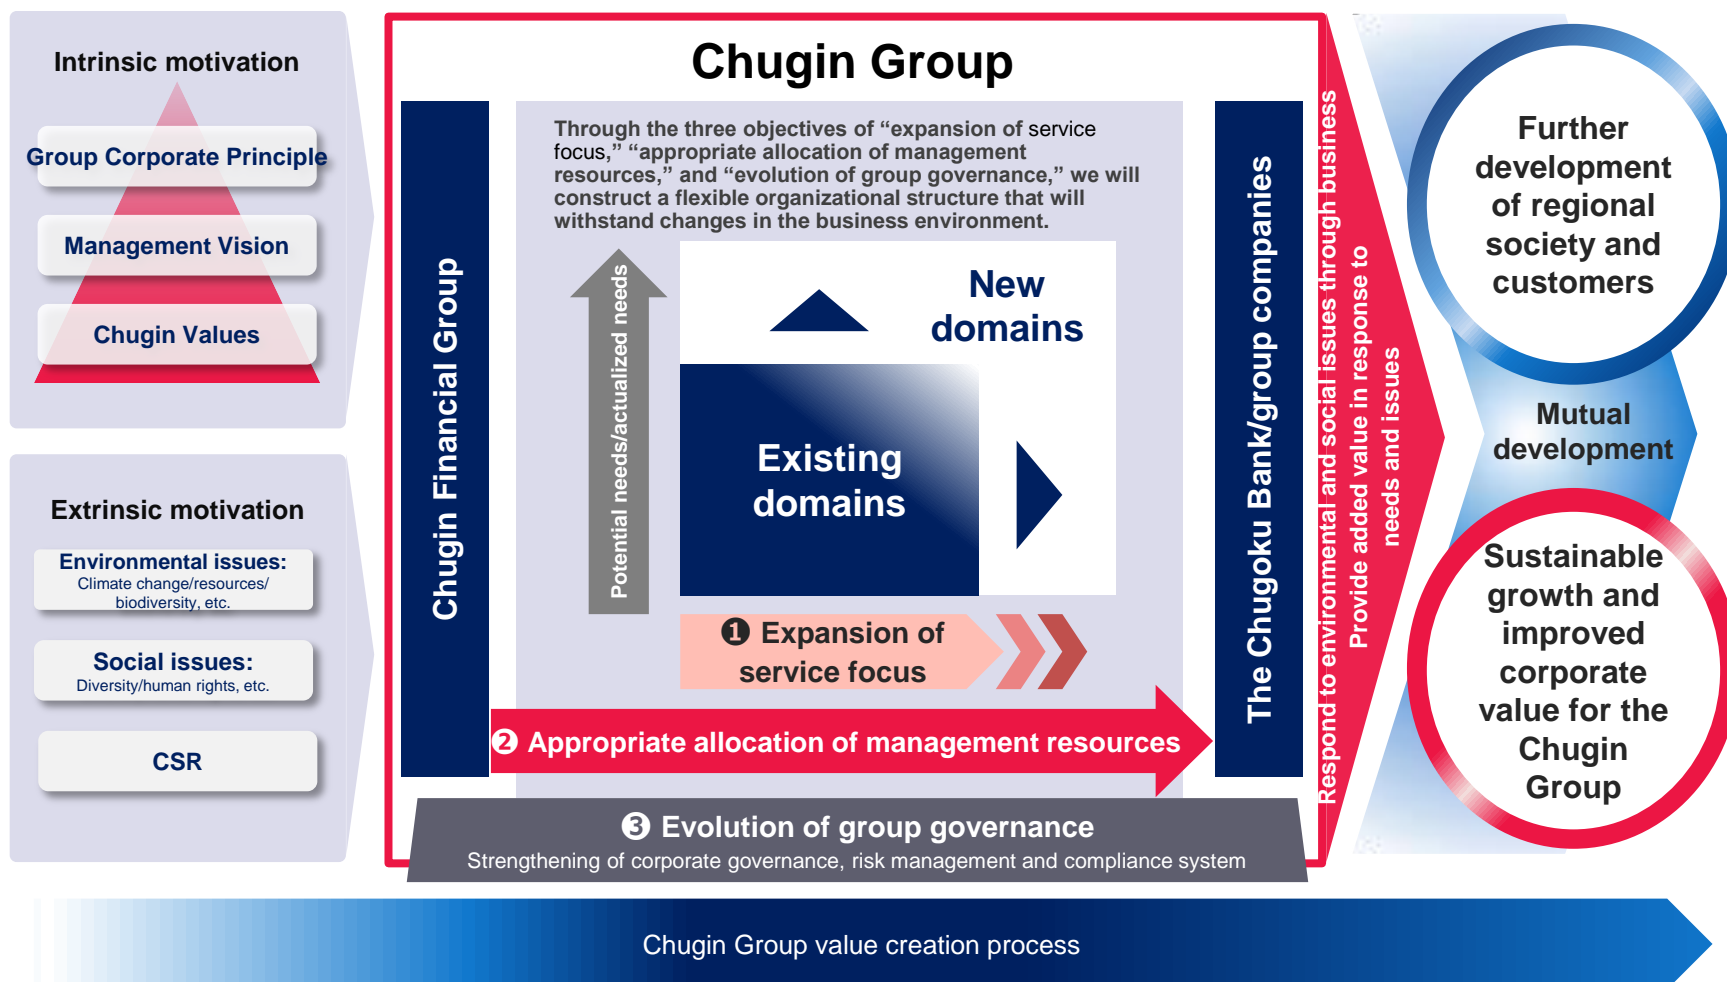 Intrinsic motivation
Group Corporate Principle
Management Vision
Chugin Values
Extrinsic motivation
Environmental issues:
Climate change/resources/
biodiversity, etc.
Social issues:
Diversity/human rights, etc.
CSR
Chugin Group
Chugin Financial Group
Through the three objectives of “expansion of service
focus,” “appropriate allocation of management
resources,” and “evolution of group governance,” we will
construct a flexible organizational structure that will
withstand changes in the business environment.
Potential needs/actualized needs
New
domains
Existing
domains
❶ Expansion of
service focus
❷ Appropriate allocation of management resources
❸ Evolution of group governance
Strengthening of corporate governance, risk management and compliance system
The Chugoku Bank/group companies
Respond to environmental and social issues through business
Provide added value in response to
needs and issues
Further
development
of regional
society and
customers
Mutual
development
Sustainable
growth and
improved
corporate
value for the
Chugin
Group
Chugin Group value creation process